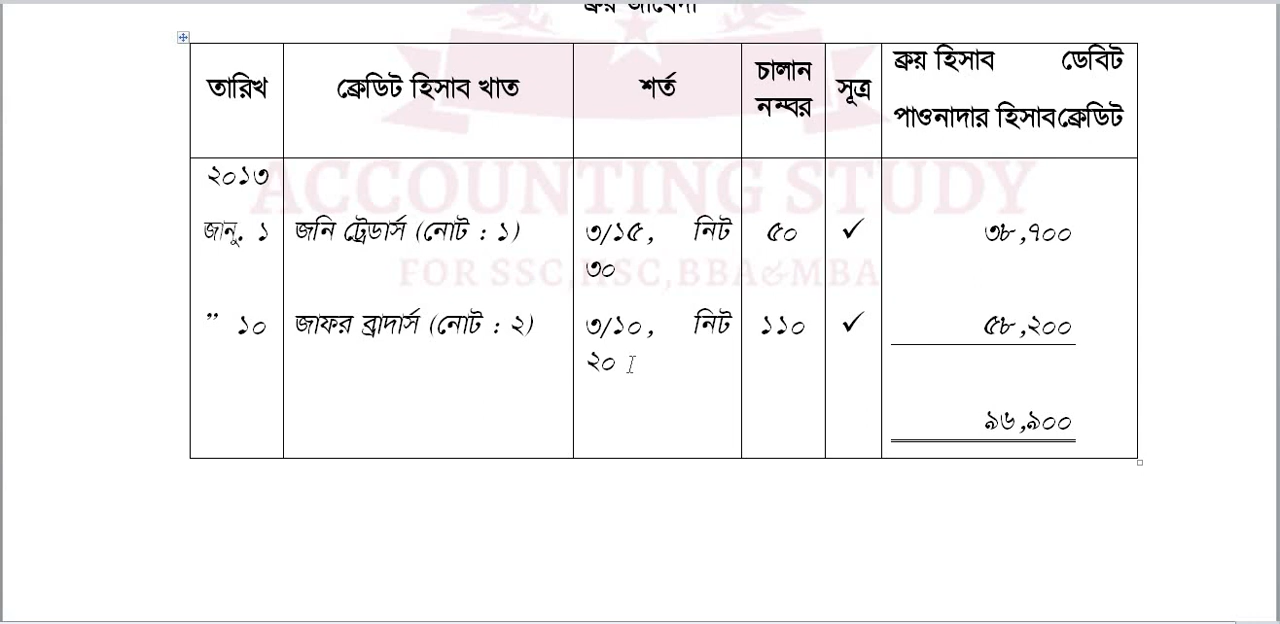 ক্রয় জাবেদা
তারিখ
ক্রেডিট হিসাব খাত
শর্ত
চালান
নম্বর
সূত্র
ক্রয় হিসাব ডেবিট
পাওনাদার হিসাবক্রেডিট
ACCOUNTING STUDY
২০১৩
জানু. ১ জনি ট্রেডার্স (নোট : ১) ৩/১৫, নিট ৫০ ✓ ৩৮,৭০০
৩০
FOR SSC,HSC,BBA&MBA
” ১০ জাফর ব্রাদার্স (নোট : ২) ৩/১০, নিট ১১০ ✓ ৫৮,২০০
২০
৯৬,৯০০